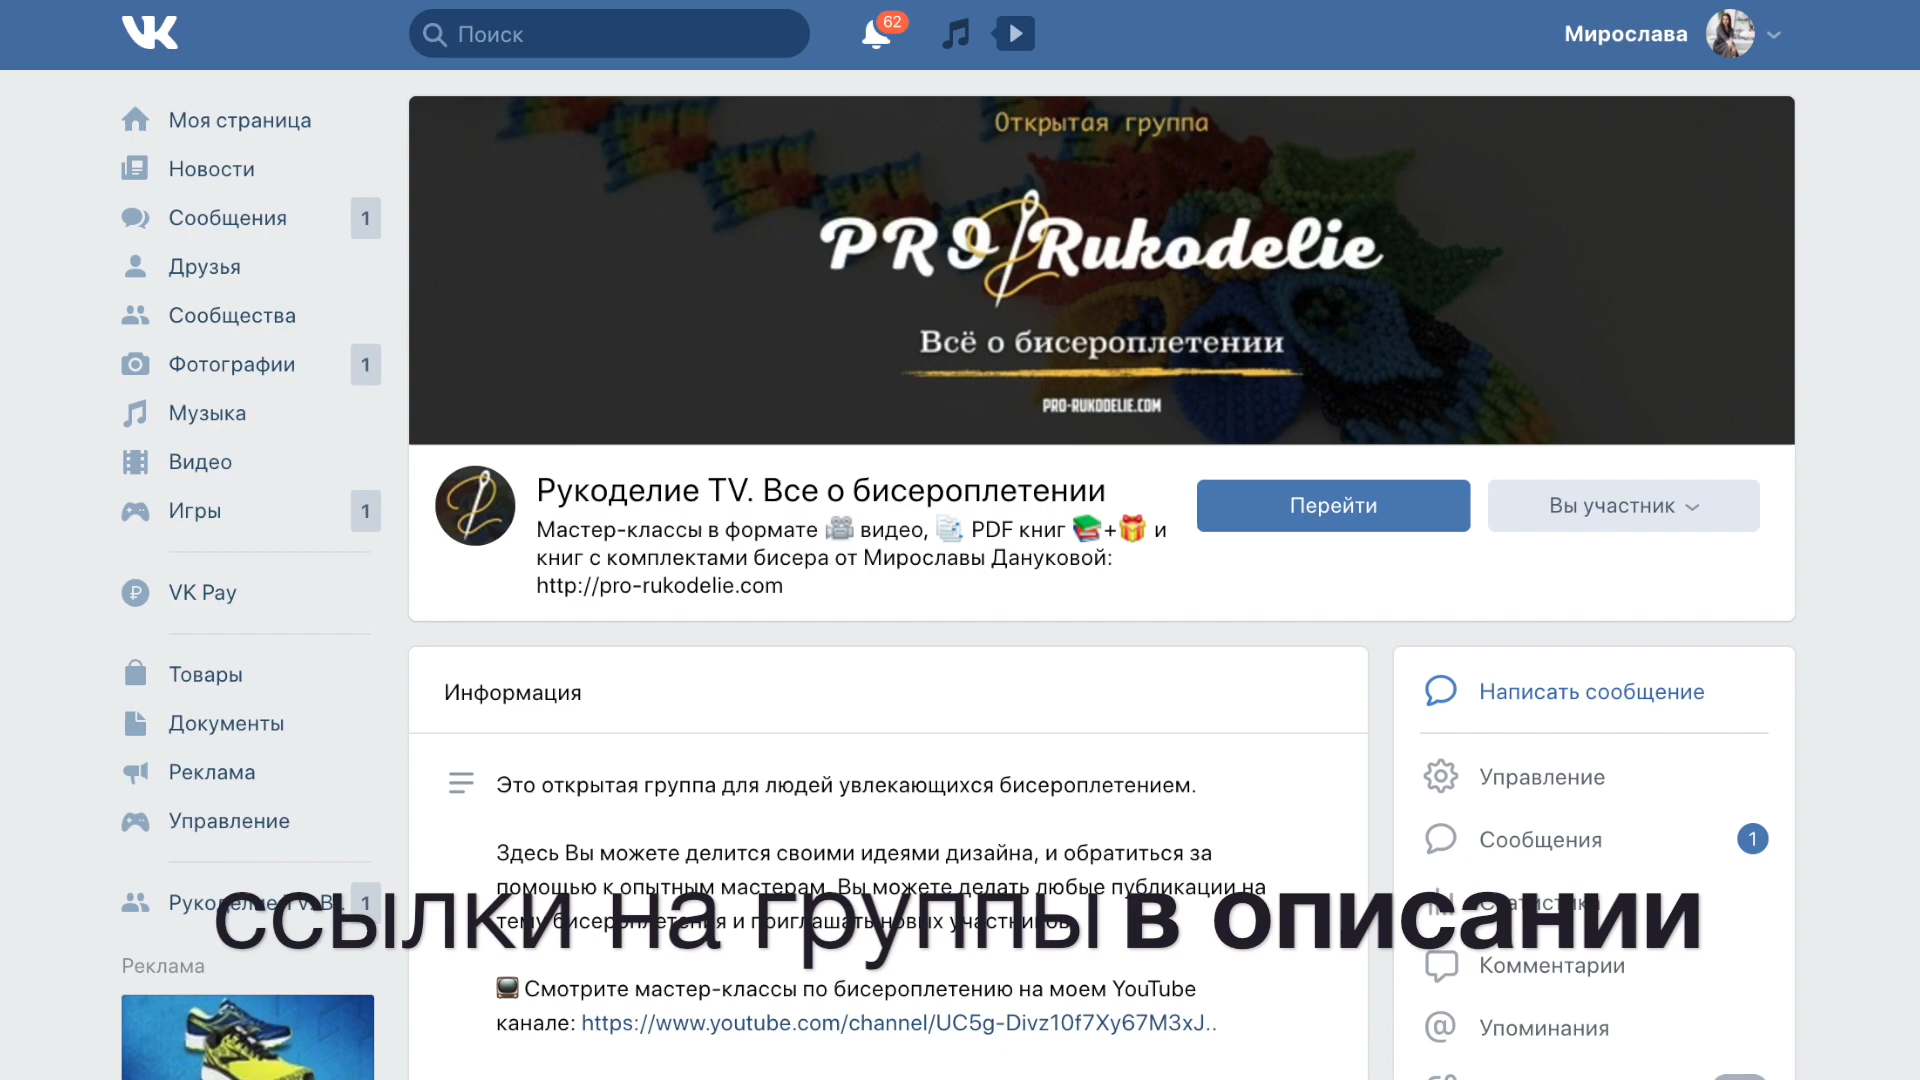 Поиск
62
Мирослава
Моя страница
Новости
Сообщения 1
Друзья
Сообщества
Фотографии 1
Музыка
Видео
Игры 1
VK Pay
Товары
Документы
Реклама
Управление
Рукоделие TV. В.. 1
Реклама
Открытая группа
PRO Rukodelie
Всё о бисероплетении
PRO-RUKODELIE.COM
Рукоделие TV. Все о бисероплетении
Мастер-классы в формате 🎥 видео, 📑 PDF книг 📚+🎁 и
книг с комплектами бисера от Мирославы Дануковой:
http://pro-rukodelie.com
Перейти
Вы участник
Информация
Это открытая группа для людей увлекающихся бисероплетением.
Здесь Вы можете делится своими идеями дизайна, и обратиться за
помощью к опытным мастерам. Вы можете делать любые публикации на
тему бисероплетения и приглашать новых участников.
📺 Смотрите мастер-классы по бисероплетению на моем YouTube
канале: https://www.youtube.com/channel/UC5g-Divz10f7Xy67M3xJ..
Написать сообщение
Управление
Сообщения 1
Статистика
Комментарии
Упоминания
ссылки на группы в описании